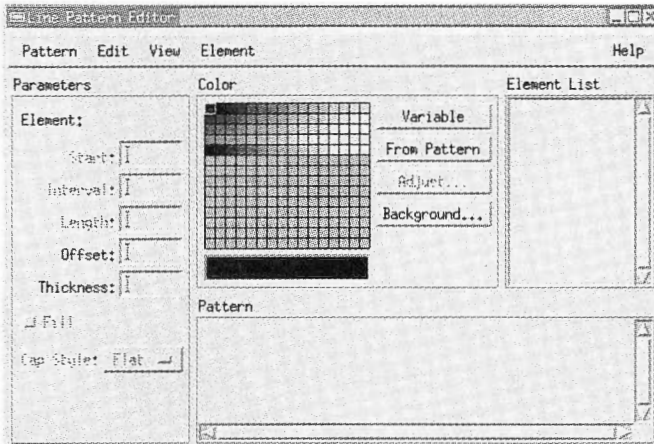 Line Pattern Editor
Pattern Edit View Element Help
Parameters
Element:
Start:
Interval:
Length:
Offset:
Thickness:
Fill
Cap Style: Flat
Color
Variable
From Pattern
Adjust...
Background...
Element List
Pattern